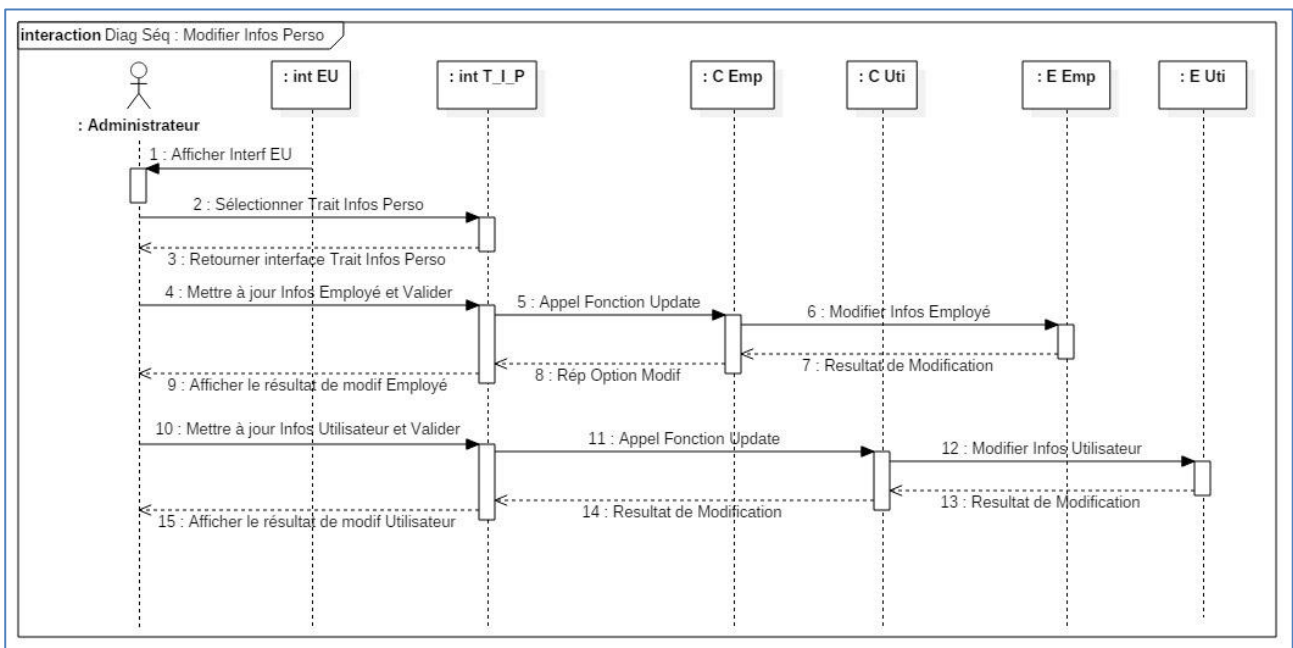 interaction Diag Séq : Modifier Infos Perso
: Administrateur
: int EU
: int T_I_P
: C Emp
: C Uti
: E Emp
: E Uti
1 : Afficher Interf EU
2 : Sélectionner Trait Infos Perso
3 : Retourner interface Trait Infos Perso
4 : Mettre à jour Infos Employé et Valider
5 : Appel Fonction Update
6 : Modifier Infos Employé
7 : Resultat de Modification
8 : Rép Option Modif
9 : Afficher le résultat de modif Employé
10 : Mettre à jour Infos Utilisateur et Valider
11 : Appel Fonction Update
12 : Modifier Infos Utilisateur
13 : Resultat de Modification
14 : Resultat de Modification
15 : Afficher le résultat de modif Utilisateur